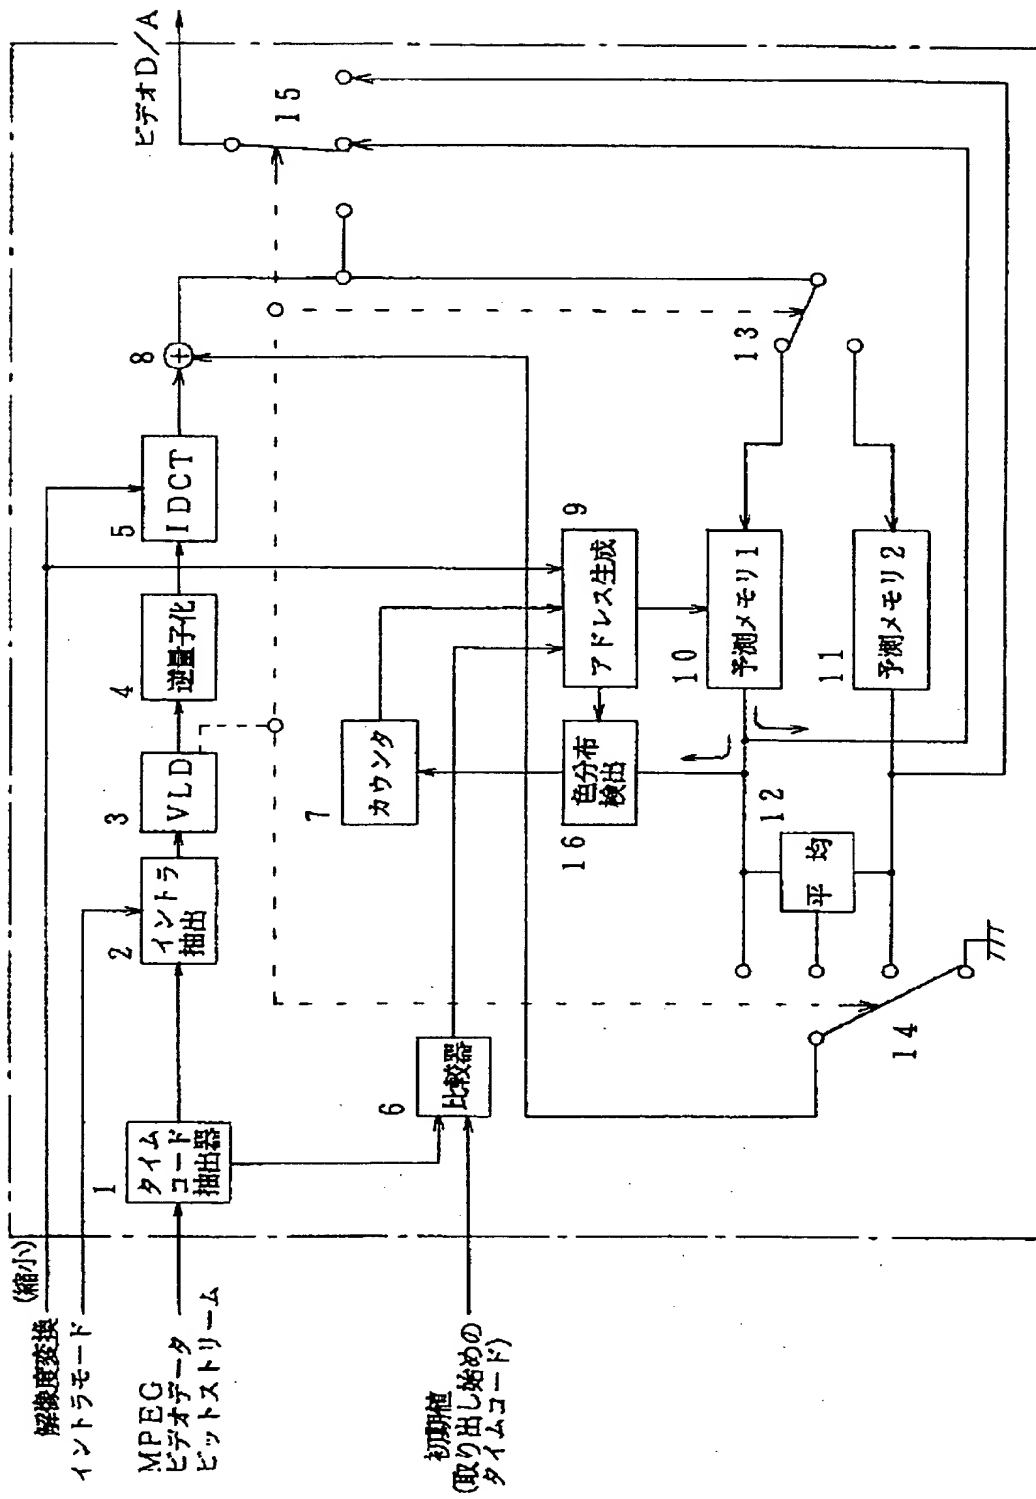 (縮小)
解像度変換
イントラモード
MPEG
ビデオデータ
ビットストリーム
初期値
(取り出し始めの
タイムコード)
1
タイム
コード
抽出器
2
イントラ
抽出
3
VLD
4
逆量子化
5
IDCT
8
+
ビデオD/A
15
6
比較器
7
カウンタ
9
アドレス生成
16
色分布
検出
10
予測メモリ1
11
予測メモリ2
12
平均
13
14